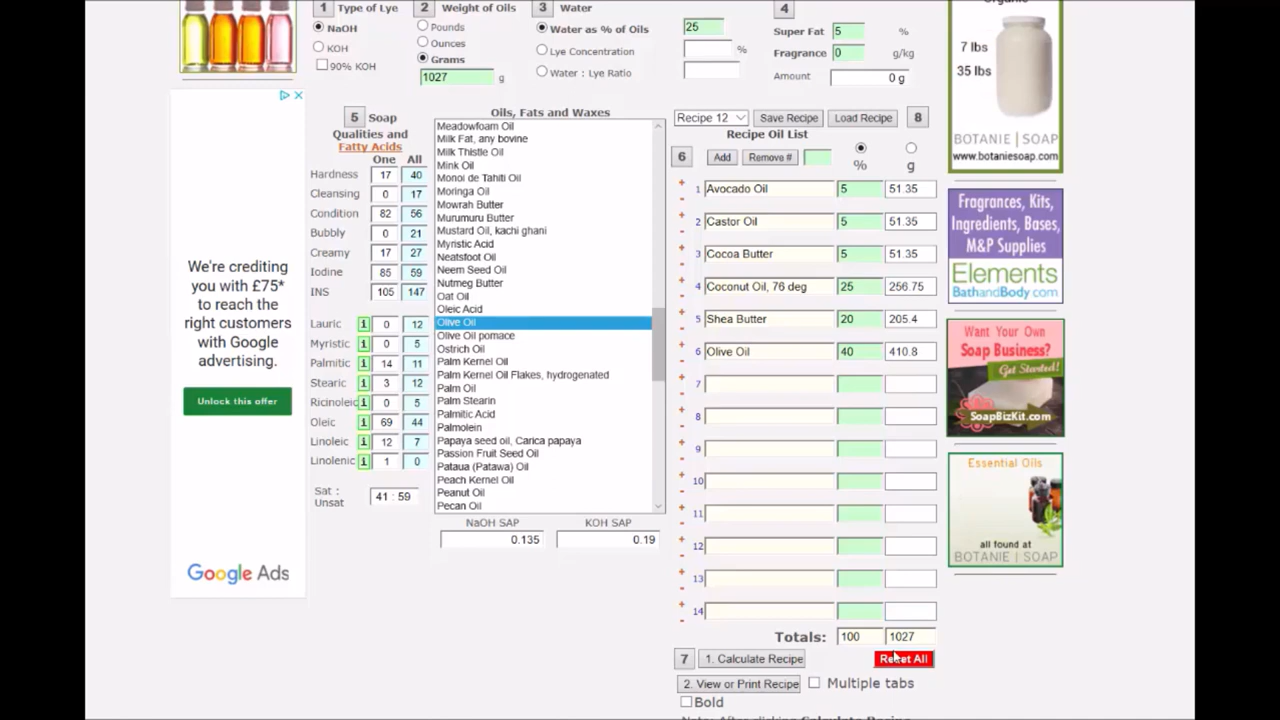 1 Type of Lye
NaOH
KOH
90% KOH
2 Weight of Oils
Pounds
Ounces
Grams
1027 g
3 Water
Water as % of Oils 25
Lye Concentration %
Water : Lye Ratio
4
Super Fat 5 %
Fragrance 0 g/kg
Amount 0 g
5 Soap
Qualities and
Fatty Acids
One All
Hardness 17 40
Cleansing 0 17
Condition 82 56
Bubbly 0 21
Creamy 17 27
Iodine 85 59
INS 105 147
Lauric i 0 12
Myristic i 0 5
Palmitic i 14 11
Stearic i 3 12
Ricinoleic i 0 5
Oleic i 69 44
Linoleic i 12 7
Linolenic i 1 0
Sat :
Unsat
41 : 59
Oils, Fats and Waxes
Meadowfoam Oil
Milk Fat, any bovine
Milk Thistle Oil
Mink Oil
Monoi de Tahiti Oil
Moringa Oil
Mowrah Butter
Murumuru Butter
Mustard Oil, kachi ghani
Myristic Acid
Neatsfoot Oil
Neem Seed Oil
Nutmeg Butter
Oat Oil
Oleic Acid
Olive Oil
Olive Oil pomace
Ostrich Oil
Palm Kernel Oil
Palm Kernel Oil Flakes, hydrogenated
Palm Oil
Palm Stearin
Palmitic Acid
Palmolein
Papaya seed oil, Carica papaya
Passion Fruit Seed Oil
Pataua (Patawa) Oil
Peach Kernel Oil
Peanut Oil
Pecan Oil
NaOH SAP KOH SAP
0.135 0.19
Recipe 12 Save Recipe Load Recipe 8
Recipe Oil List
6 Add Remove #
% g
+ - 1 Avocado Oil 5 51.35
+ - 2 Castor Oil 5 51.35
+ - 3 Cocoa Butter 5 51.35
+ - 4 Coconut Oil, 76 deg 25 256.75
+ - 5 Shea Butter 20 205.4
+ - 6 Olive Oil 40 410.8
+ - 7
+ - 8
+ - 9
+ - 10
+ - 11
+ - 12
+ - 13
+ - 14
Totals: 100 1027
7 1. Calculate Recipe Reset All
2. View or Print Recipe Multiple tabs
Bold
We're crediting
you with £75*
to reach the
right customers
with Google
advertising.
Unlock this offer
Google Ads
7 lbs
35 lbs
BOTANIE | SOAP
www.botaniesoap.com
Fragrances, Kits,
Ingredients, Bases,
M&P Supplies
Elements
BathandBody.com
Want Your Own
Soap Business?
Get Started!
SoapBizKit.com
Essential Oils
all found at
BOTANIE | SOAP